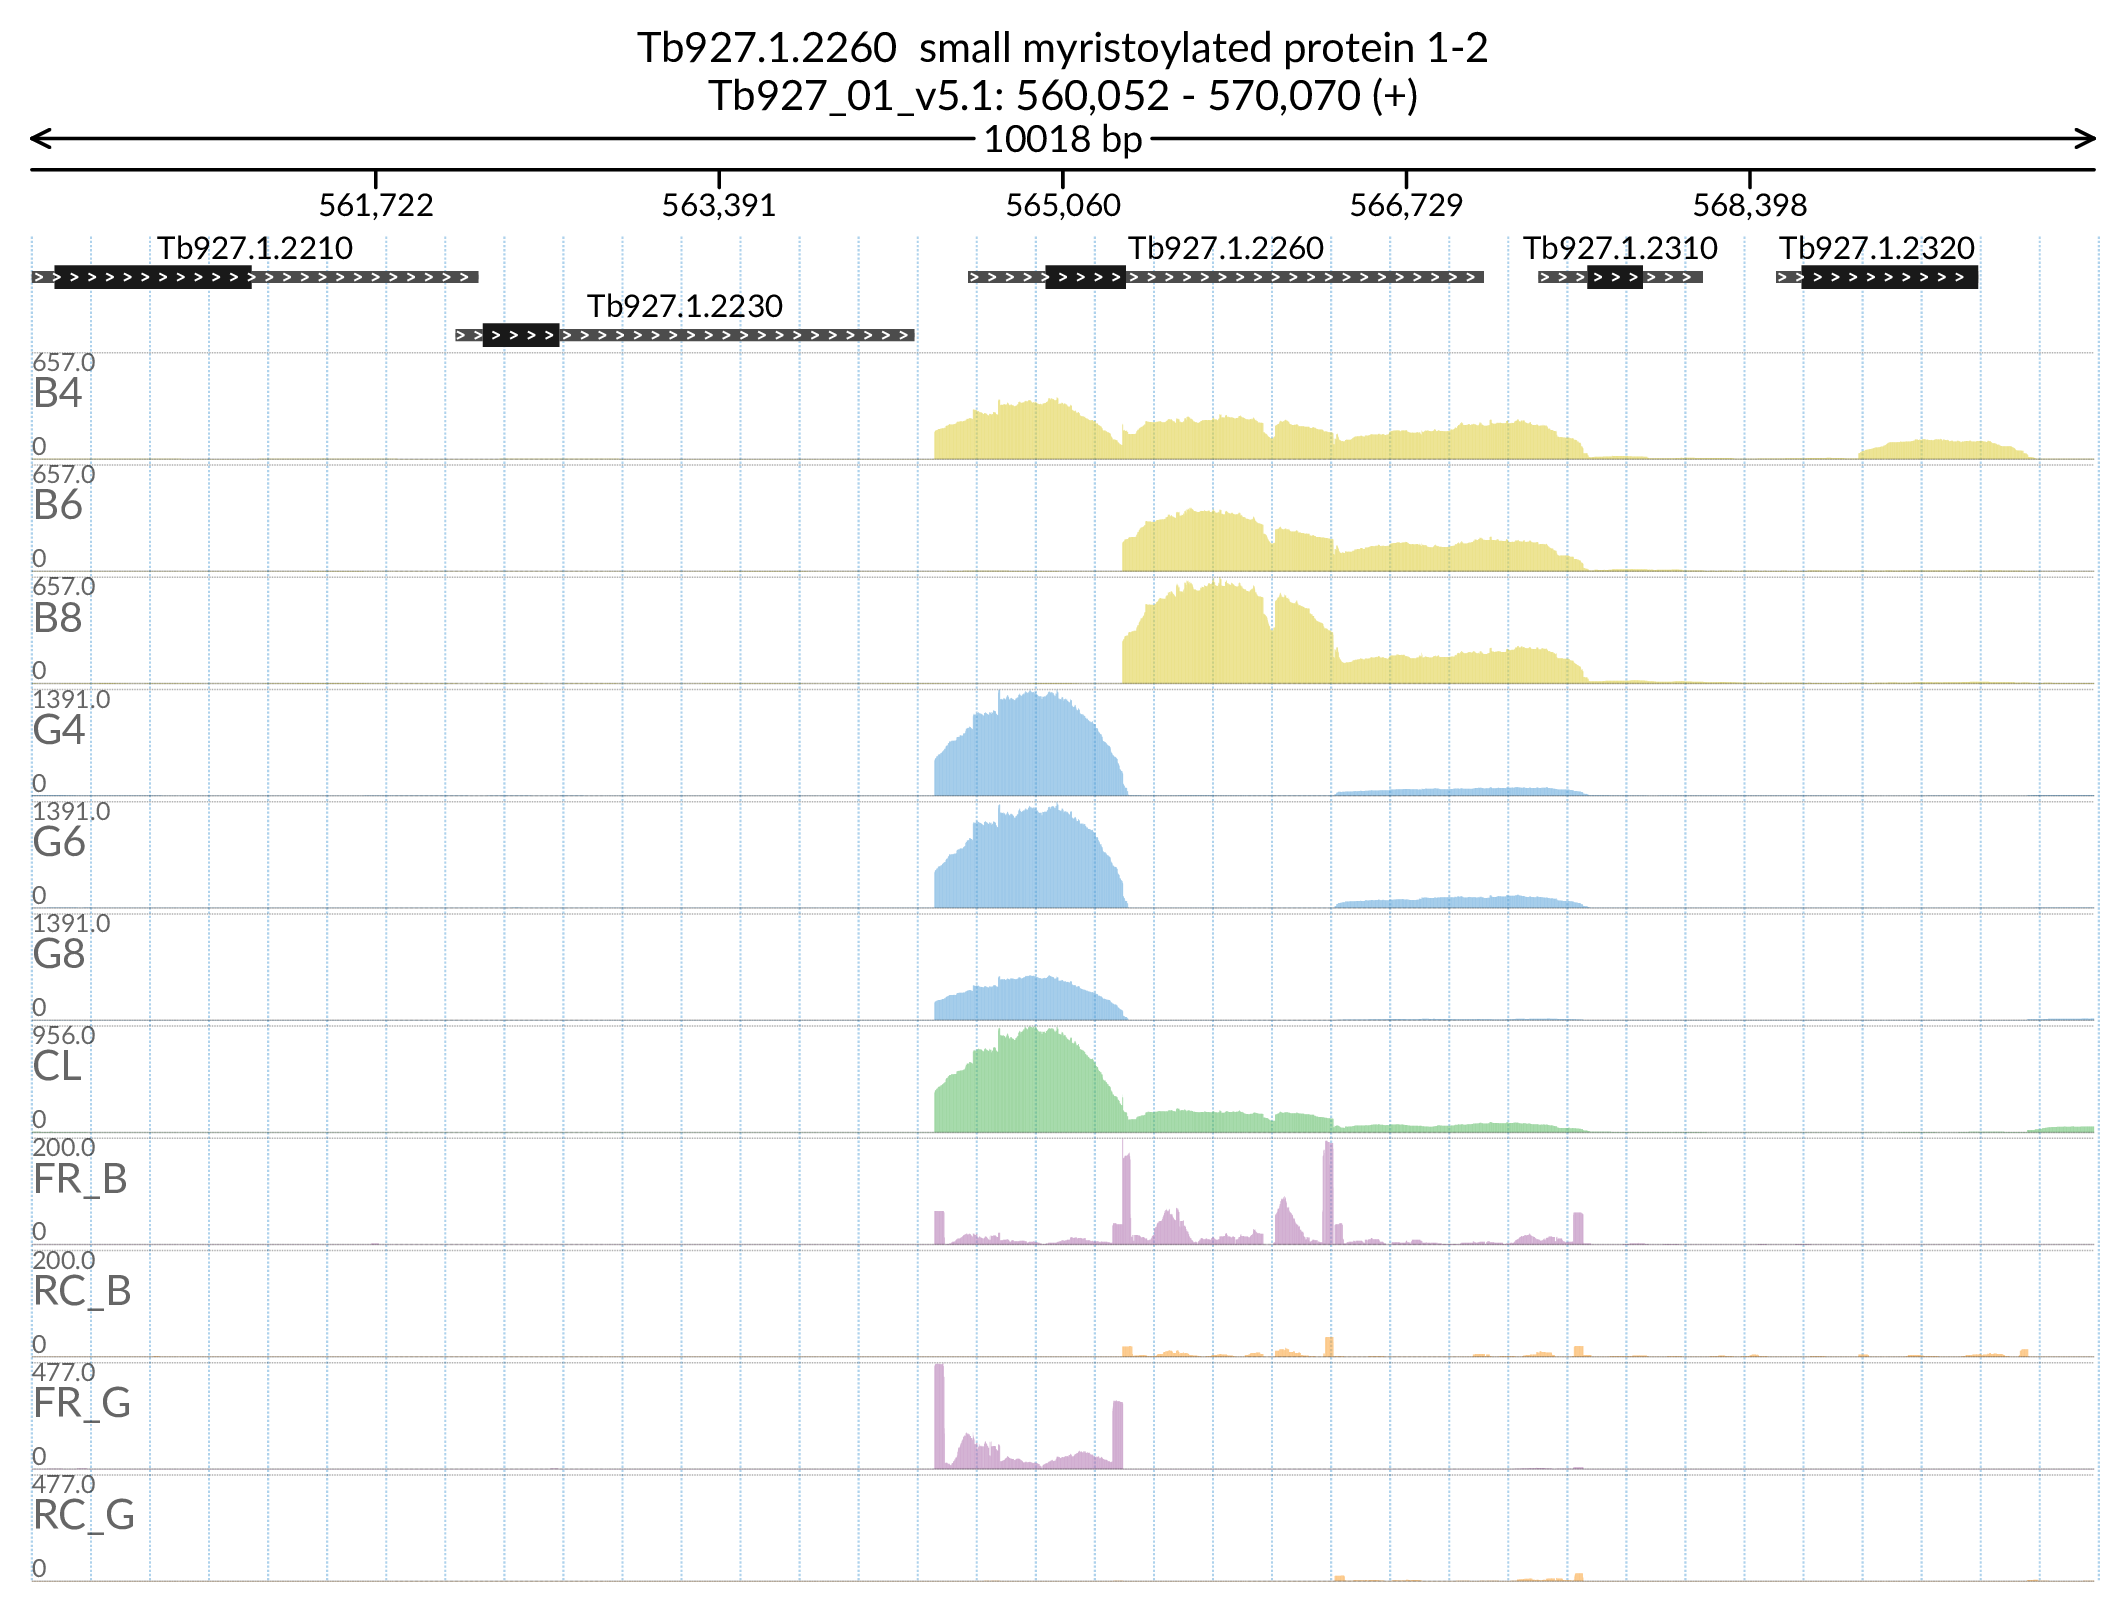 Tb927.1.2260  small myristoylated protein 1-2
Tb927_01_v5.1: 560,052 - 570,070 (+)
10018 bp
561,722 563,391 565,060 566,729 568,398
Tb927.1.2210 Tb927.1.2260 Tb927.1.2310 Tb927.1.2320
Tb927.1.2230
657.0
B4
0
657.0
B6
0
657.0
B8
0
1391.0
G4
0
1391.0
G6
0
1391.0
G8
0
956.0
CL
0
200.0
FR_B
0
200.0
RC_B
0
477.0
FR_G
0
477.0
RC_G
0